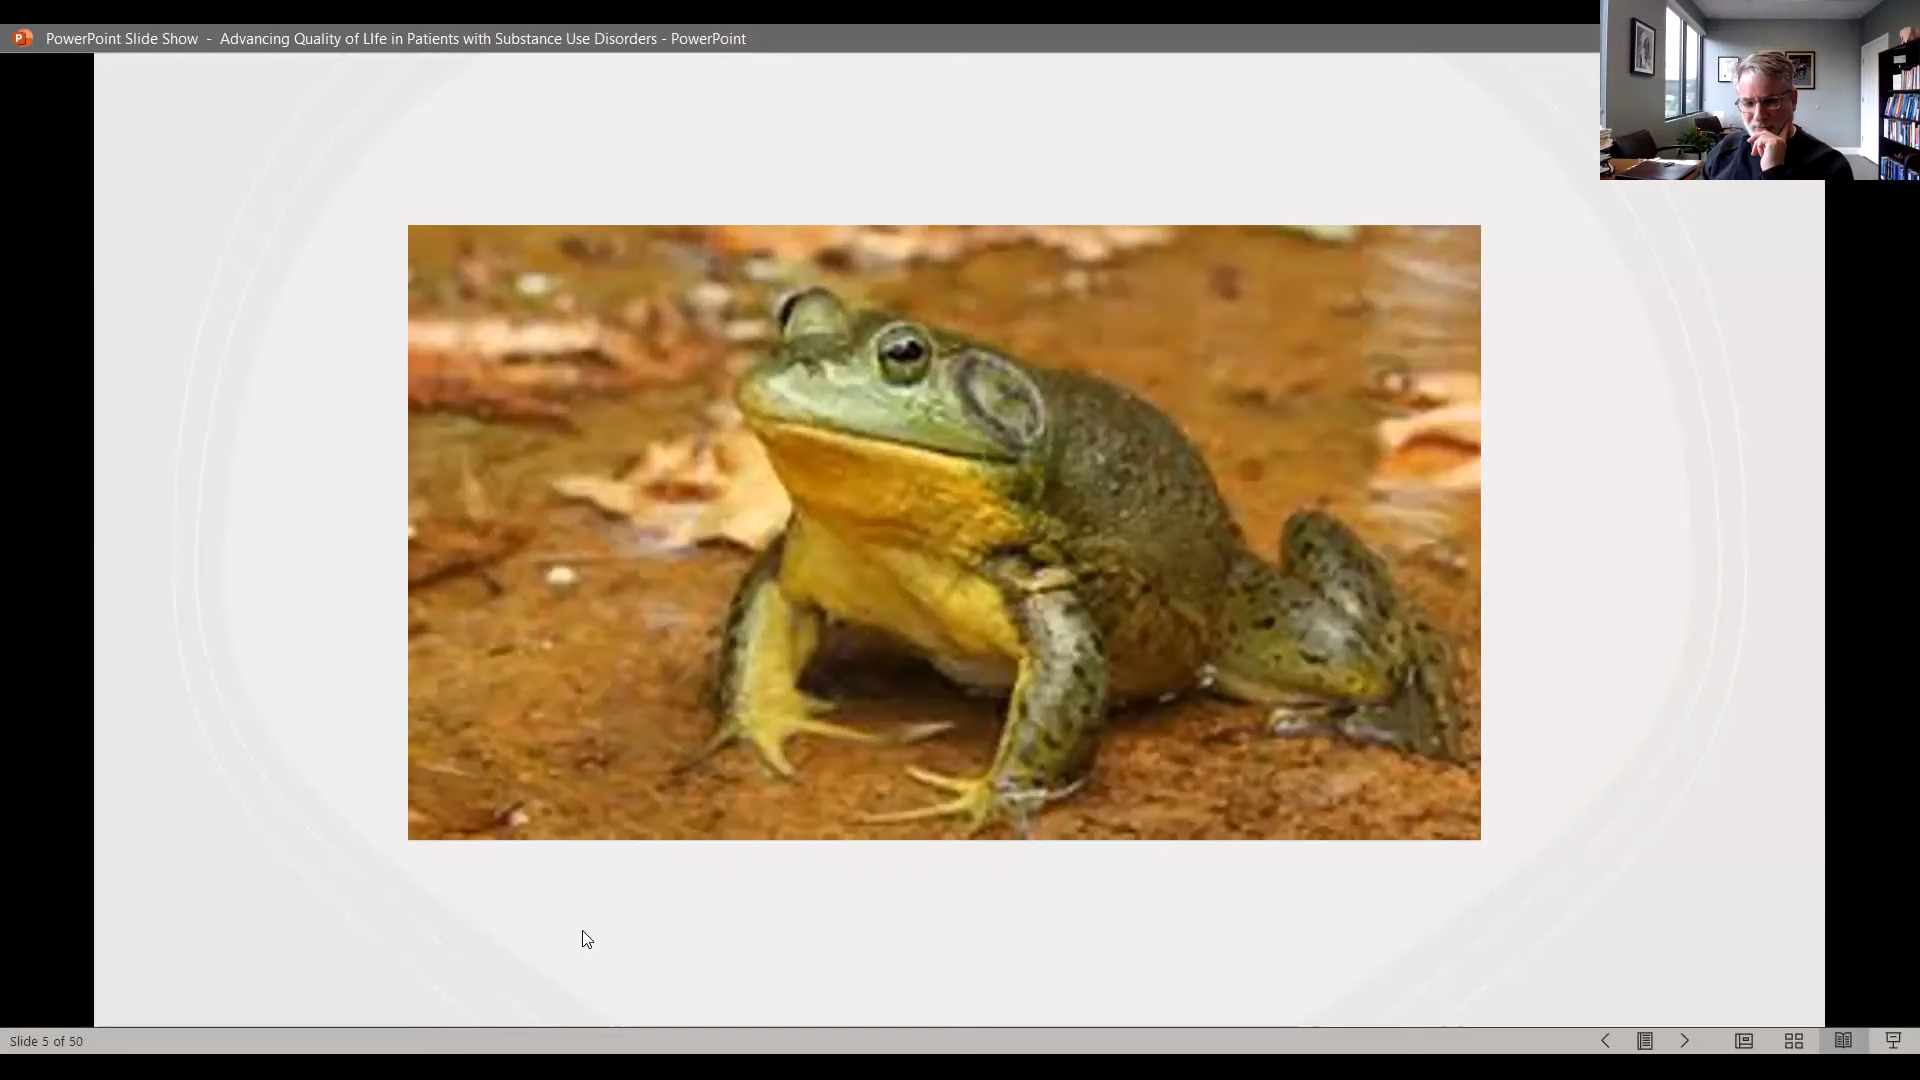 PowerPoint Slide Show - Advancing Quality of LIfe in Patients with Substance Use Disorders - PowerPoint
Slide 5 of 50